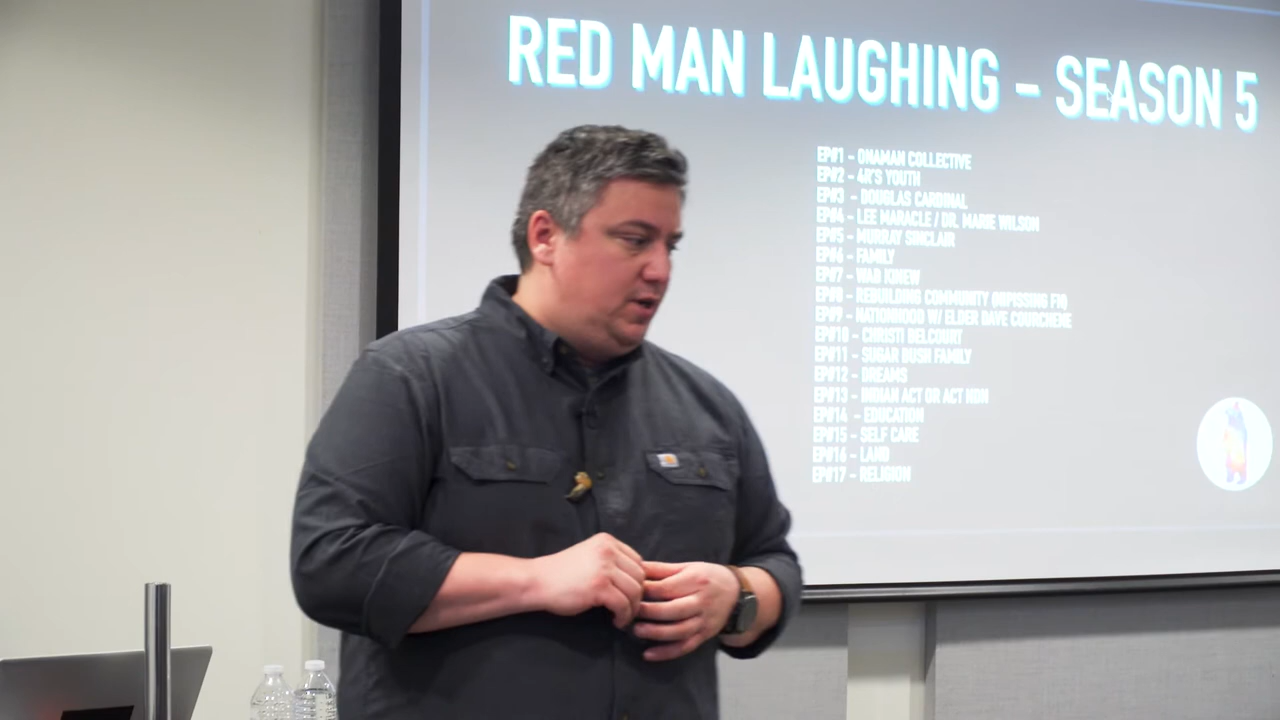 RED MAN LAUGHING – SEASON 5
EP#1 – ONAMAN COLLECTIVE
EP#2 – 4R'S YOUTH
EP#3 – DOUGLAS CARDINAL
EP#4 – LEE MARACLE / DR. MARIE WILSON
EP#5 – MURRAY SINCLAIR
EP#6 – FAMILY
EP#7 – WAB KINEW
EP#8 – REBUILDING COMMUNITY (NIPISSING FN)
EP#9 – NATIONHOOD W/ ELDER DAVE COURCHENE
EP#10 – CHRISTI BELCOURT
EP#11 – SUGAR BUSH FAMILY
EP#12 – DREAMS
EP#13 – INDIAN ACT OR ACT NDN
EP#14 – EDUCATION
EP#15 – SELF CARE
EP#16 – LAND
EP#17 – RELIGION